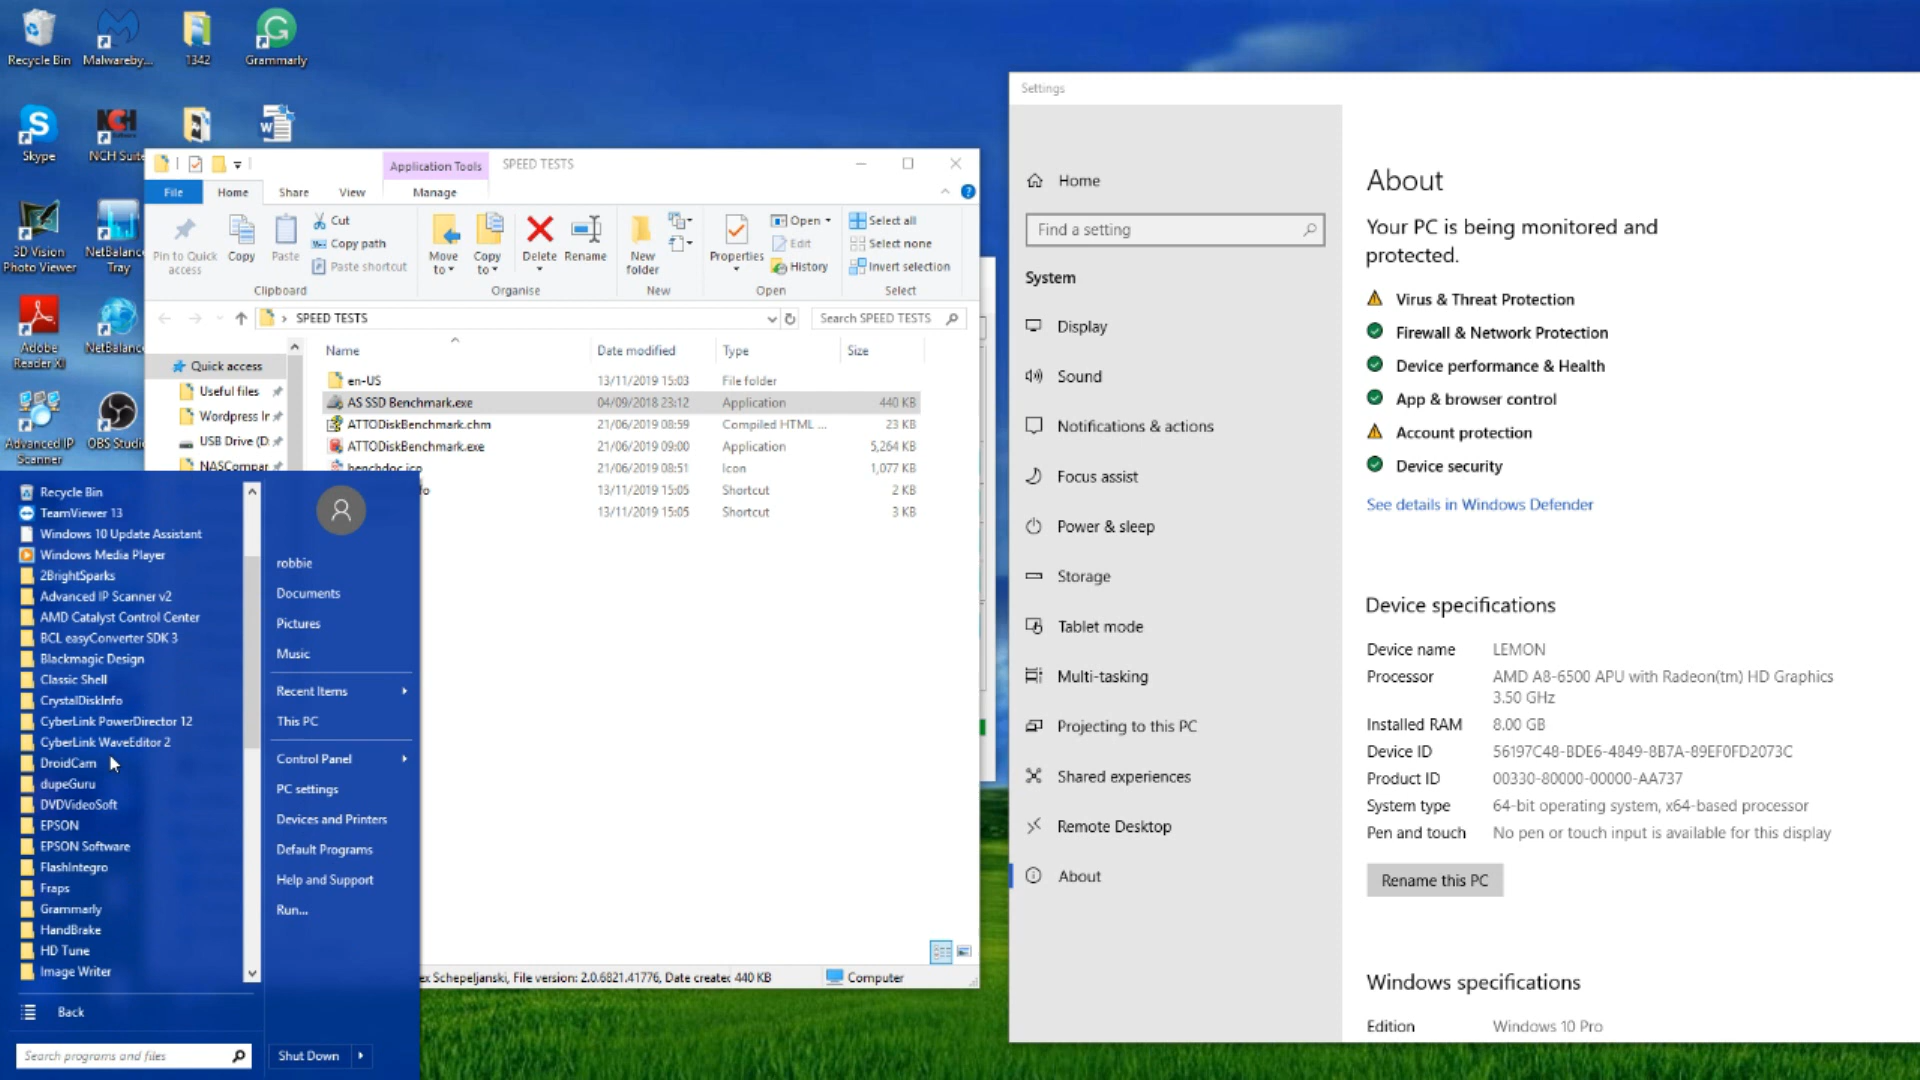 Recycle Bin
Malwareby...
1342
Grammarly
Skype
NCH Suite
3D Vision
Photo Viewer
NetBalanc
Tray
Adobe
Reader XI
NetBalanc
Advanced IP
Scanner
OBS Studi
Application Tools
SPEED TESTS
File
Home
Share
View
Manage
Pin to Quick
access
Copy
Paste
Cut
Copy path
Paste shortcut
Clipboard
Move
to
Copy
to
Delete
Rename
Organise
New
folder
New
Properties
Open
Edit
History
Open
Select all
Select none
Invert selection
Select
SPEED TESTS
Search SPEED TESTS
Name Date modified Type Size
Quick access
Useful files
Wordpress Ir
USB Drive (D
NASCompar
en-US 13/11/2019 15:03 File folder
AS SSD Benchmark.exe 04/09/2018 23:12 Application 440 KB
ATTODiskBenchmark.chm 21/06/2019 08:59 Compiled HTML ... 23 KB
ATTODiskBenchmark.exe 21/06/2019 09:00 Application 5,264 KB
benchdoc.ico 21/06/2019 08:51 Icon 1,077 KB
fo 13/11/2019 15:05 Shortcut 2 KB
13/11/2019 15:05 Shortcut 3 KB
ex Schepeljanski, File version: 2.0.6821.41776, Date created: 440 KB
Computer
Recycle Bin
TeamViewer 13
Windows 10 Update Assistant
Windows Media Player
2BrightSparks
Advanced IP Scanner v2
AMD Catalyst Control Center
BCL easyConverter SDK 3
Blackmagic Design
Classic Shell
CrystalDiskInfo
CyberLink PowerDirector 12
CyberLink WaveEditor 2
DroidCam
dupeGuru
DVDVideoSoft
EPSON
EPSON Software
FlashIntegro
Fraps
Grammarly
HandBrake
HD Tune
Image Writer
Back
Search programs and files
robbie
Documents
Pictures
Music
Recent Items
This PC
Control Panel
PC settings
Devices and Printers
Default Programs
Help and Support
Run...
Shut Down
Settings
Home
Find a setting
System
Display
Sound
Notifications & actions
Focus assist
Power & sleep
Storage
Tablet mode
Multi-tasking
Projecting to this PC
Shared experiences
Remote Desktop
About
About
Your PC is being monitored and
protected.
Virus & Threat Protection
Firewall & Network Protection
Device performance & Health
App & browser control
Account protection
Device security
See details in Windows Defender
Device specifications
Device name LEMON
Processor AMD A8-6500 APU with Radeon(tm) HD Graphics
3.50 GHz
Installed RAM 8.00 GB
Device ID 56197C48-BDE6-4849-8B7A-89EF0FD2073C
Product ID 00330-80000-00000-AA737
System type 64-bit operating system, x64-based processor
Pen and touch No pen or touch input is available for this display
Rename this PC
Windows specifications
Edition Windows 10 Pro